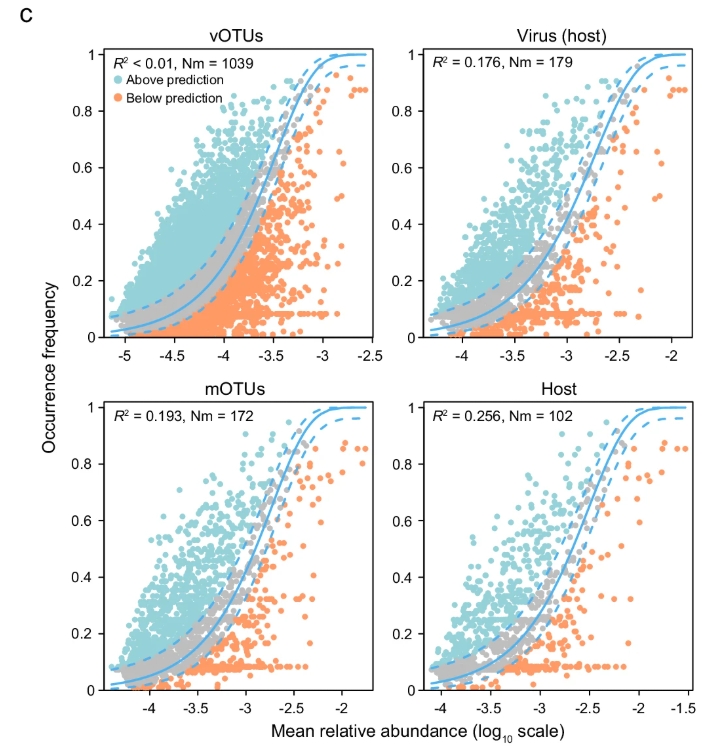 c
vOTUs
R² < 0.01, Nm = 1039
Above prediction
Below prediction
1
0.8
0.6
0.4
0.2
0
-5 -4.5 -4 -3.5 -3 -2.5
Virus (host)
R² = 0.176, Nm = 179
1
0.8
0.6
0.4
0.2
0
-4 -3.5 -3 -2.5 -2
Occurrence frequency
mOTUs
R² = 0.193, Nm = 172
1
0.8
0.6
0.4
0.2
0
-4 -3.5 -3 -2.5 -2
Host
R² = 0.256, Nm = 102
1
0.8
0.6
0.4
0.2
0
-4 -3.5 -3 -2.5 -2 -1.5
Mean relative abundance (log₁₀ scale)